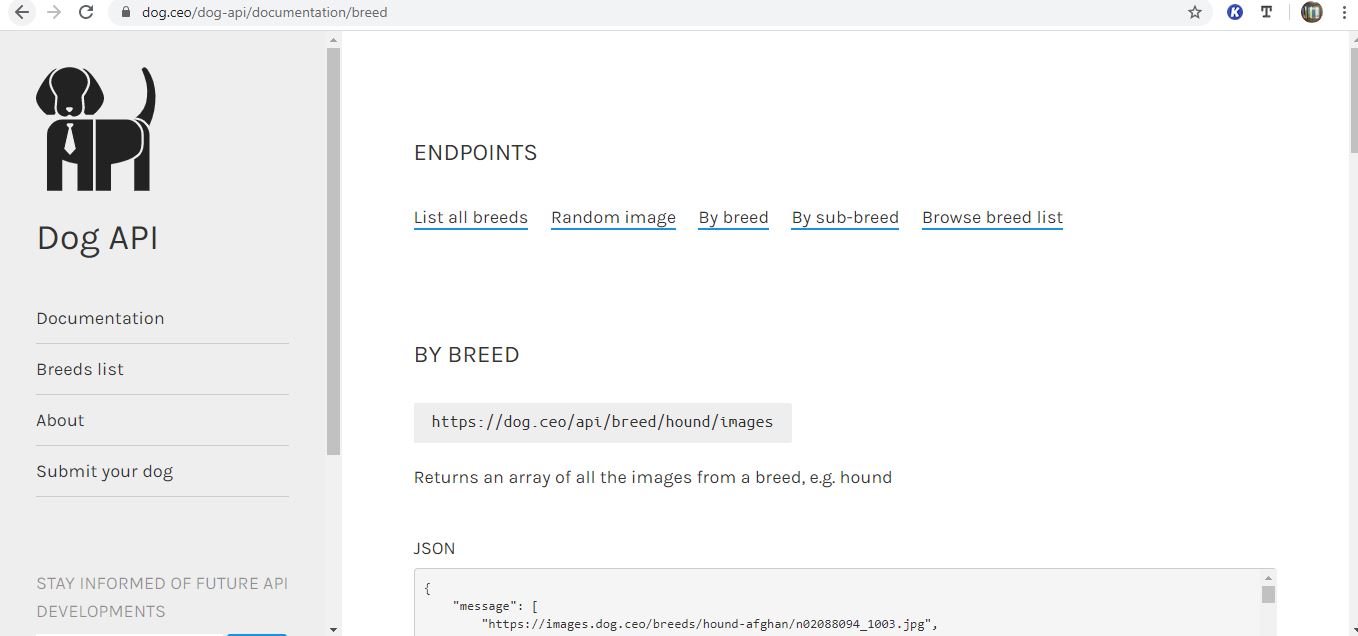 dog.ceo/dog-api/documentation/breed
API
Dog API
Documentation
Breeds list
About
Submit your dog
STAY INFORMED OF FUTURE API
DEVELOPMENTS
ENDPOINTS
List all breeds Random image By breed By sub-breed Browse breed list
BY BREED
https://dog.ceo/api/breed/hound/images
Returns an array of all the images from a breed, e.g. hound
JSON
{
"message": [
"https://images.dog.ceo/breeds/hound-afghan/n02088094_1003.jpg",